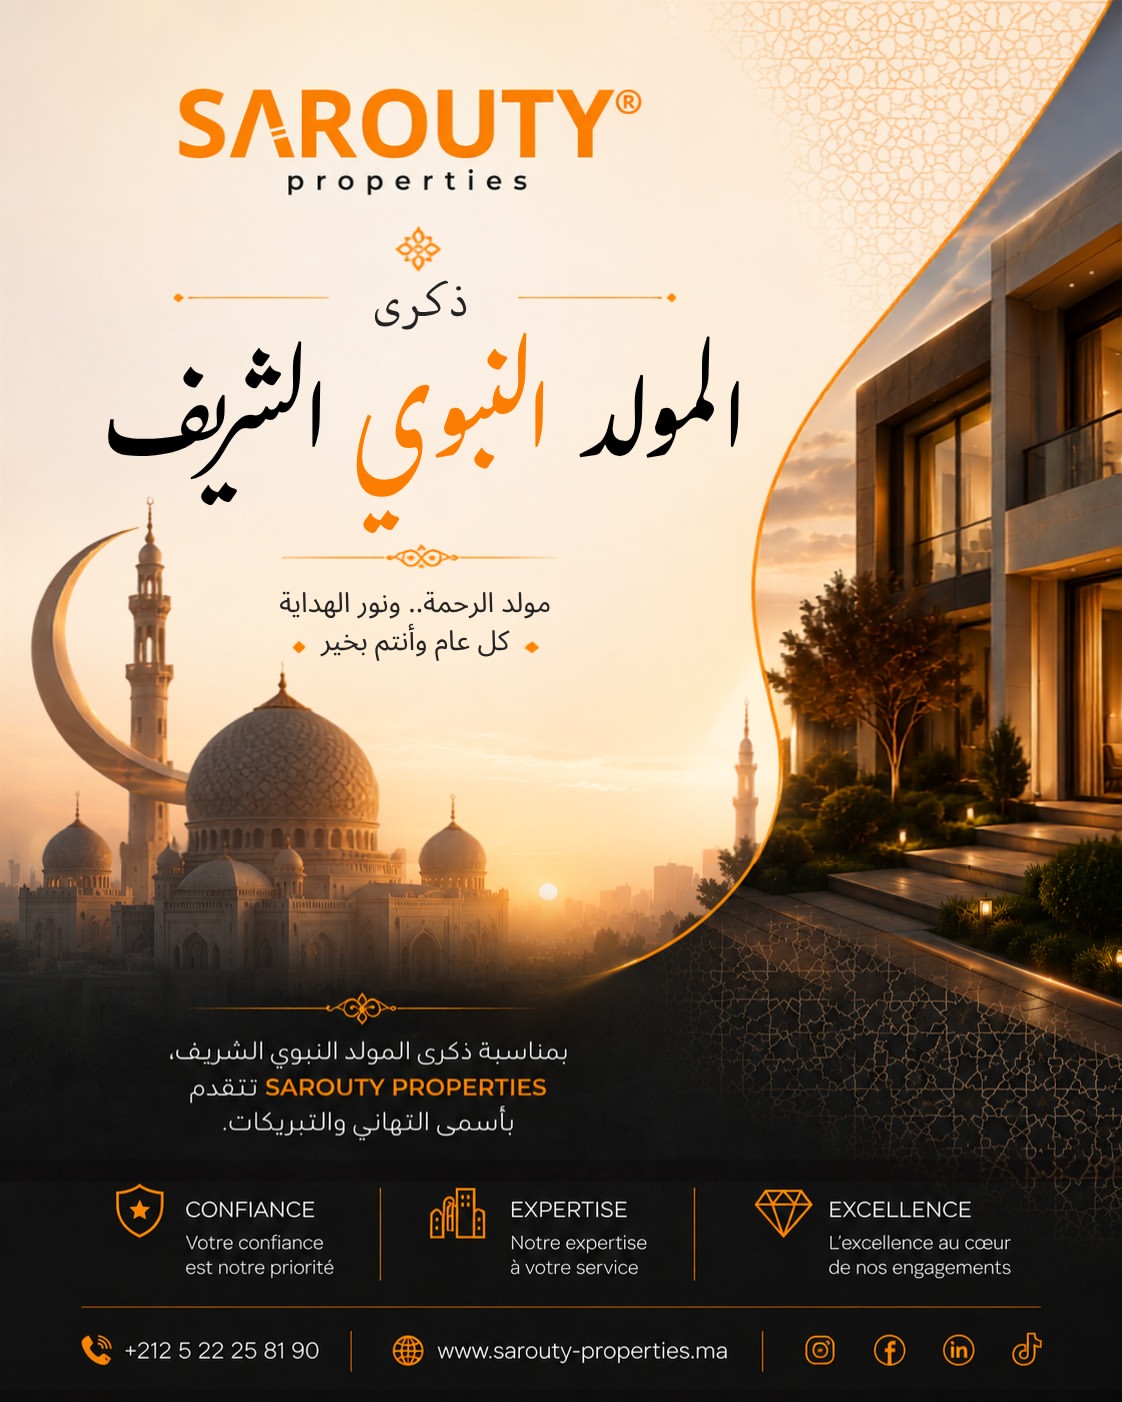 SAROUTY®
properties
ذكرى
المولد النبوي الشريف
مولد الرحمة.. ونور الهداية
كل عام وأنتم بخير
بمناسبة ذكرى المولد النبوي الشريف،
تتقدم SAROUTY PROPERTIES
بأسمى التهاني والتبريكات.
CONFIANCE
Votre confiance
est notre priorité
EXPERTISE
Notre expertise
à votre service
EXCELLENCE
L'excellence au cœur
de nos engagements
+212 5 22 25 81 90
www.sarouty-properties.ma